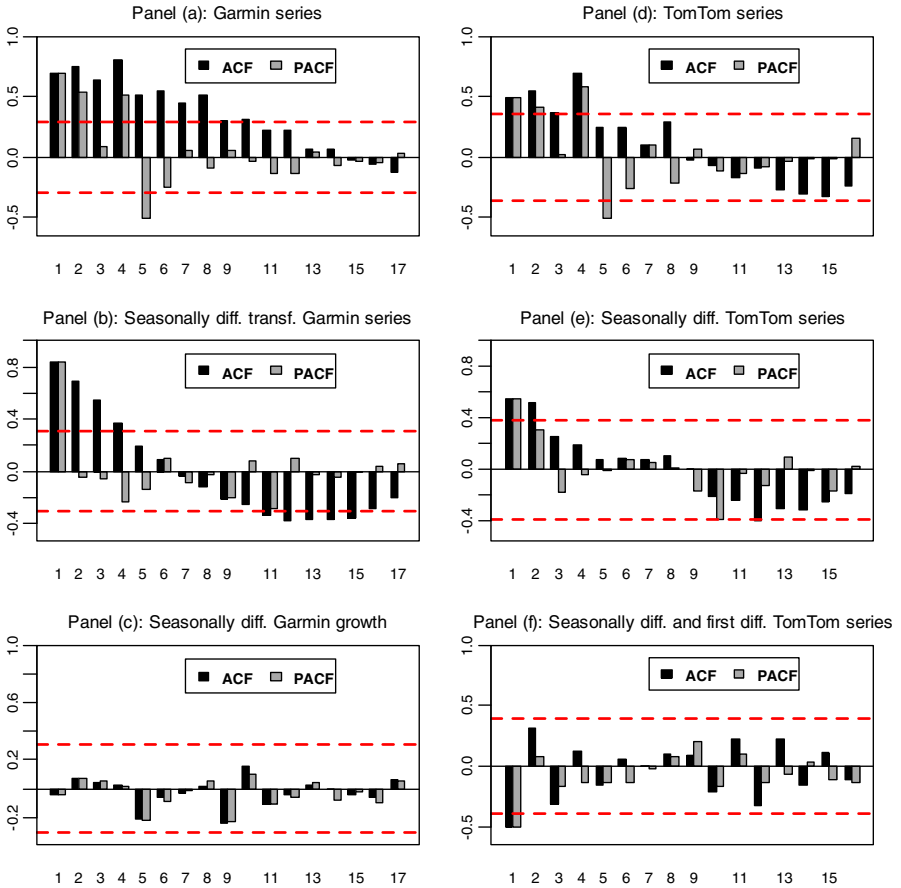 Panel (a): Garmin series
1.0
0.5
0.0
-0.5
ACF PACF
1 2 3 4 5 6 7 8 9 11 13 15 17
Panel (d): TomTom series
1.0
0.5
0.0
-0.5
ACF PACF
1 2 3 4 5 6 7 8 9 11 13 15
Panel (b): Seasonally diff. transf. Garmin series
0.8
0.4
0.0
-0.4
ACF PACF
1 2 3 4 5 6 7 8 9 11 13 15 17
Panel (e): Seasonally diff. TomTom series
0.8
0.4
0.0
-0.4
ACF PACF
1 2 3 4 5 6 7 8 9 11 13 15
Panel (c): Seasonally diff. Garmin growth
1.0
0.6
0.2
-0.2
ACF PACF
1 2 3 4 5 6 7 8 9 11 13 15 17
Panel (f): Seasonally diff. and first diff. TomTom series
1.0
0.5
0.0
-0.5
ACF PACF
1 2 3 4 5 6 7 8 9 11 13 15